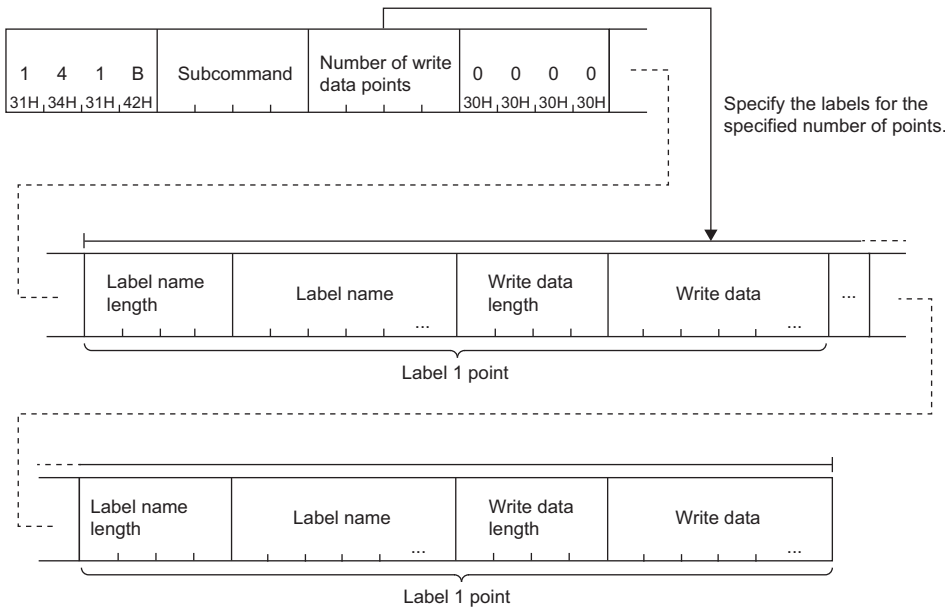 1 4 1 B
31H 34H 31H 42H
Subcommand
Number of write
data points
0 0 0 0
30H 30H 30H 30H
Specify the labels for the
specified number of points.
Label name
length
Label name
...
Write data
length
Write data
...
...
Label 1 point
Label name
length
Label name
...
Write data
length
Write data
...
Label 1 point